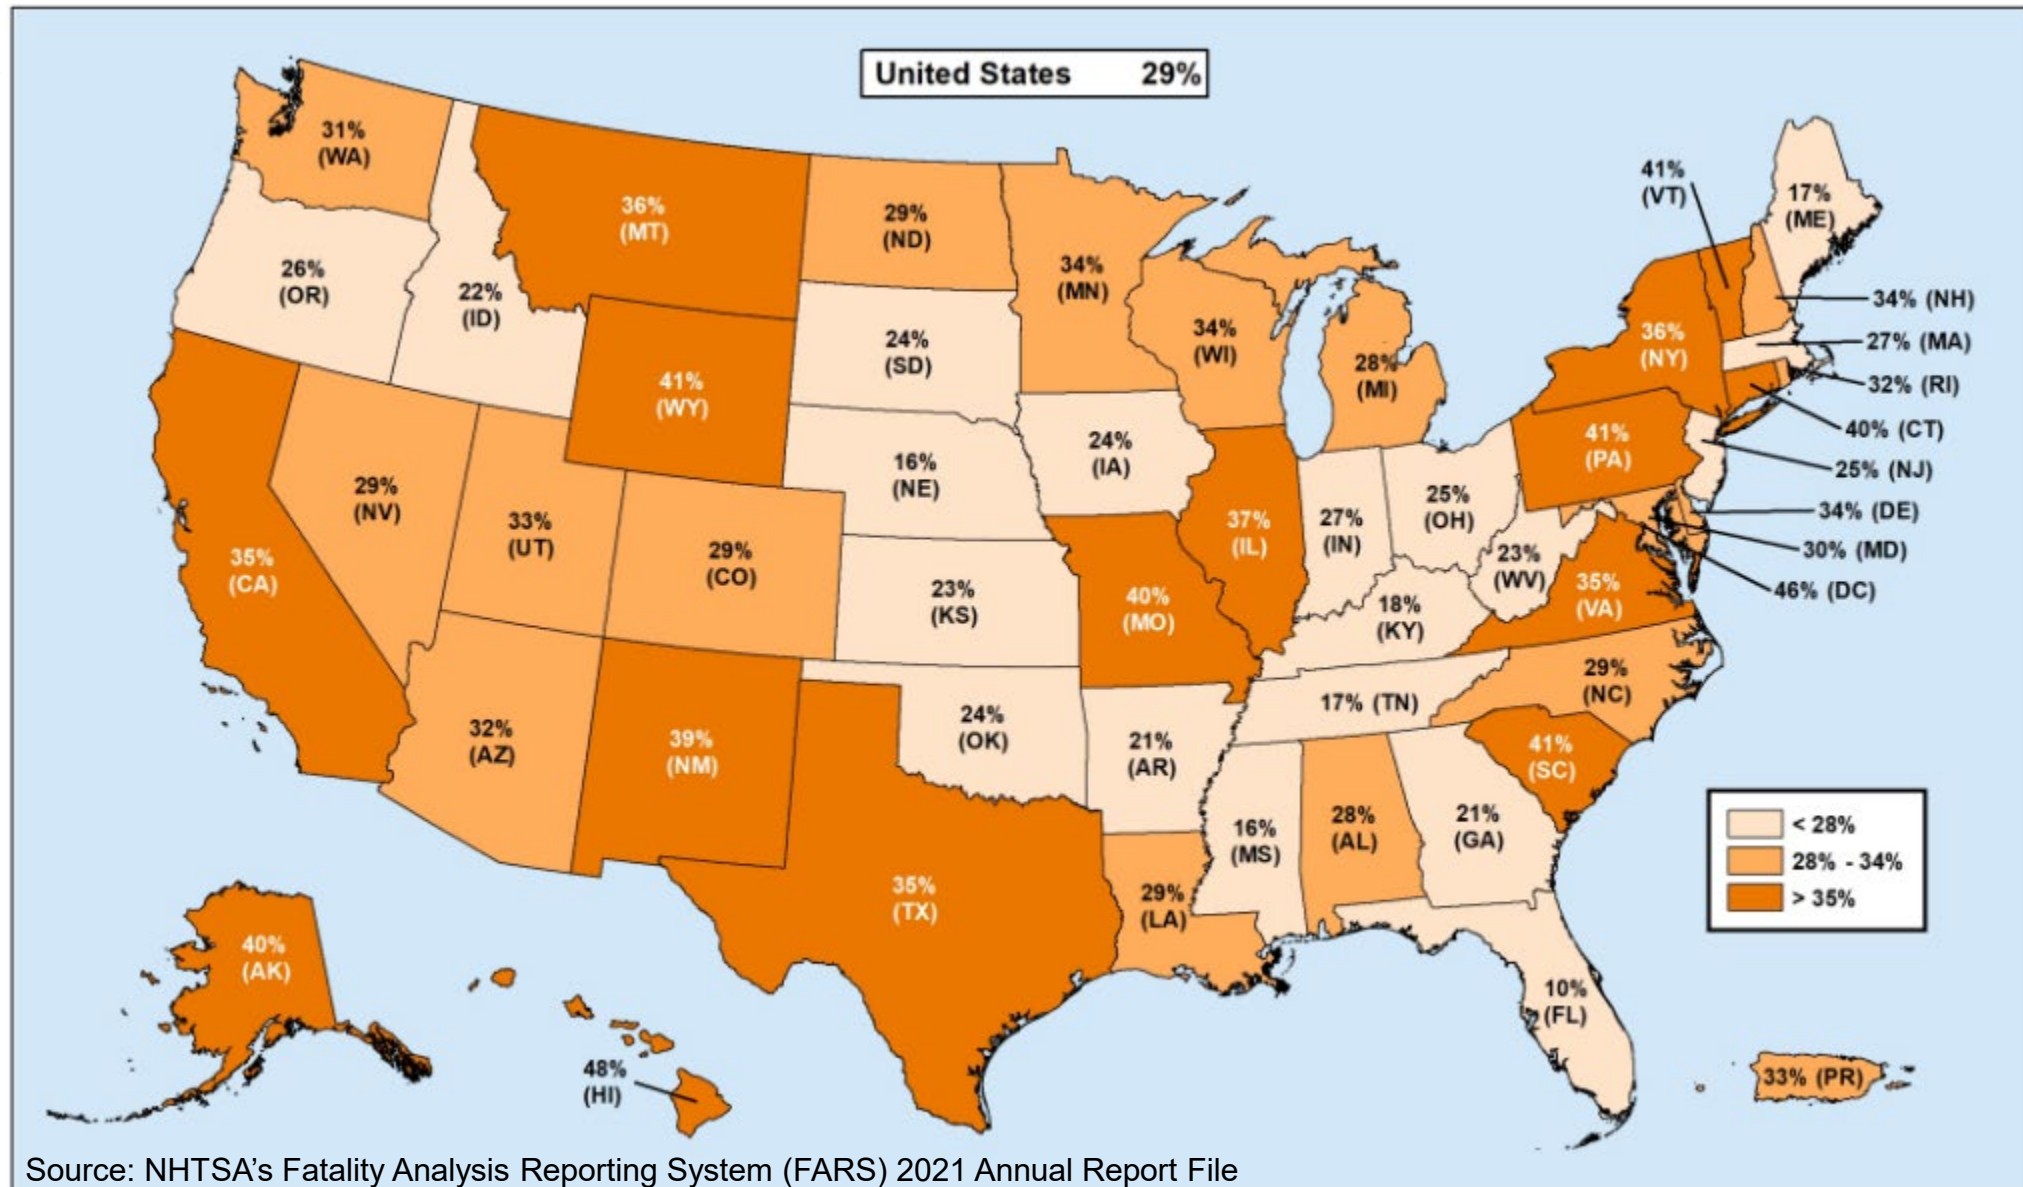 United States 29%
31%
(WA)
26%
(OR)
22%
(ID)
36%
(MT)
41%
(WY)
35%
(CA)
29%
(NV)
33%
(UT)
29%
(CO)
32%
(AZ)
39%
(NM)
29%
(ND)
24%
(SD)
16%
(NE)
23%
(KS)
24%
(OK)
35%
(TX)
34%
(MN)
24%
(IA)
40%
(MO)
21%
(AR)
29%
(LA)
34%
(WI)
37%
(IL)
28%
(MI)
27%
(IN)
25%
(OH)
18%
(KY)
17% (TN)
16%
(MS)
28%
(AL)
21%
(GA)
10%
(FL)
41%
(SC)
29%
(NC)
35%
(VA)
23%
(WV)
41%
(PA)
36%
(NY)
41%
(VT)
17%
(ME)
34% (NH)
27% (MA)
32% (RI)
40% (CT)
25% (NJ)
34% (DE)
30% (MD)
46% (DC)
< 28%
28% - 34%
> 35%
40%
(AK)
48%
(HI)
33% (PR)
Source: NHTSA’s Fatality Analysis Reporting System (FARS) 2021 Annual Report File